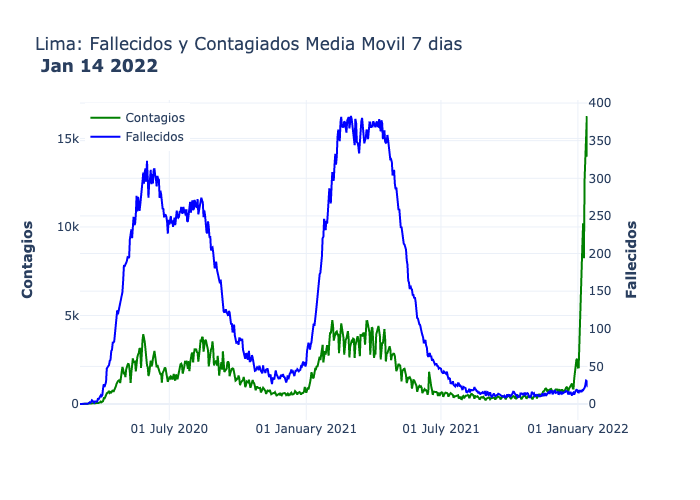 Lima: Fallecidos y Contagiados Media Movil 7 dias
Jan 14 2022
Contagios
Fallecidos
15k
10k
5k
0
400
350
300
250
200
150
100
50
0
Contagios
Fallecidos
01 July 2020
01 January 2021
01 July 2021
01 January 2022